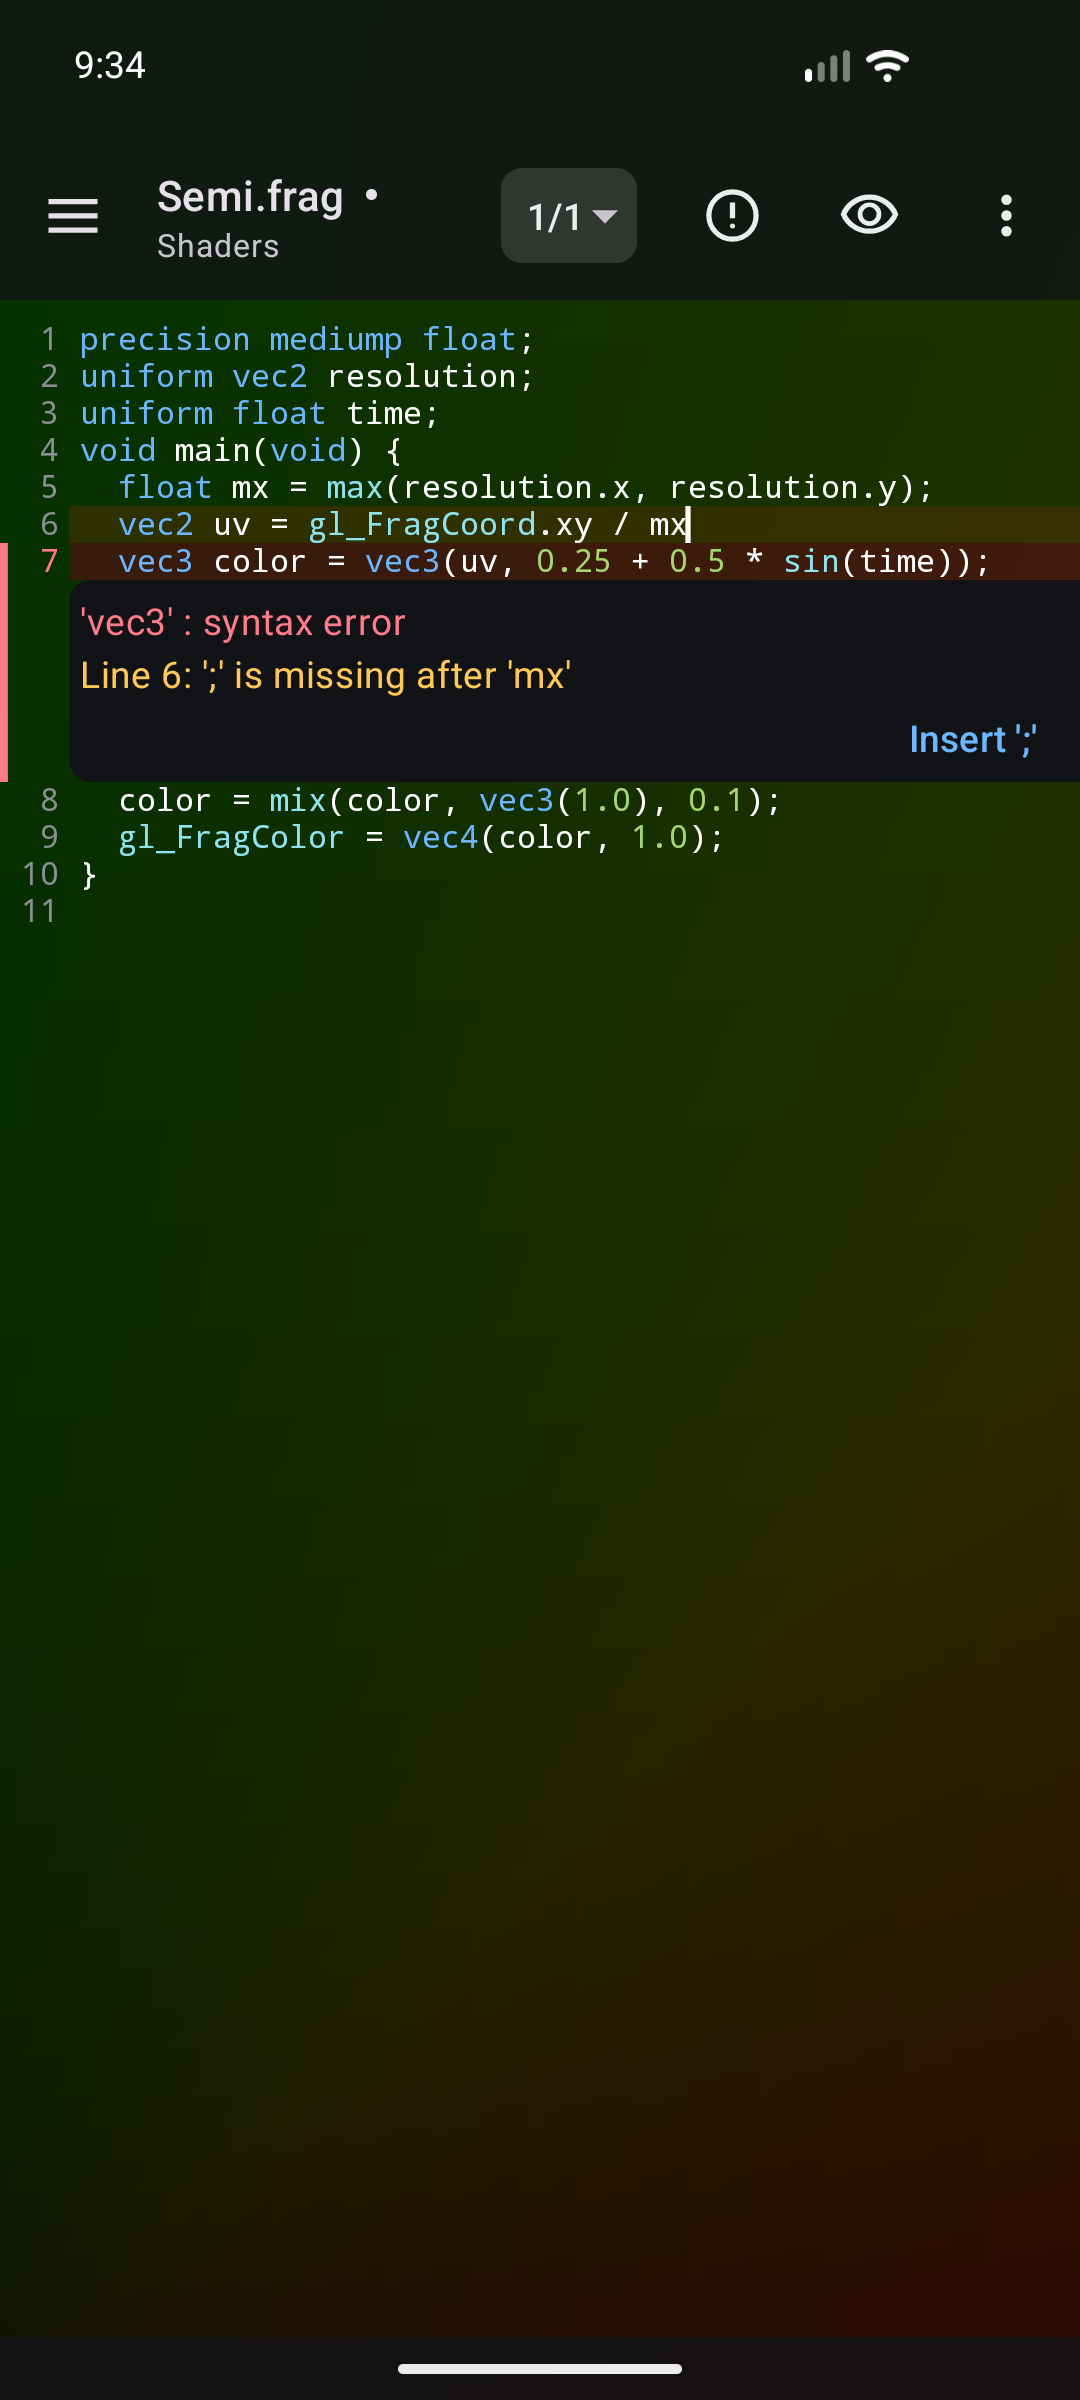 9:34
Semi.frag •
Shaders
1/1
1 precision mediump float;
2 uniform vec2 resolution;
3 uniform float time;
4 void main(void) {
5   float mx = max(resolution.x, resolution.y);
6   vec2 uv = gl_FragCoord.xy / mx
7   vec3 color = vec3(uv, 0.25 + 0.5 * sin(time));
'vec3' : syntax error
Line 6: ';' is missing after 'mx'
Insert ';'
8   color = mix(color, vec3(1.0), 0.1);
9   gl_FragColor = vec4(color, 1.0);
10 }
11